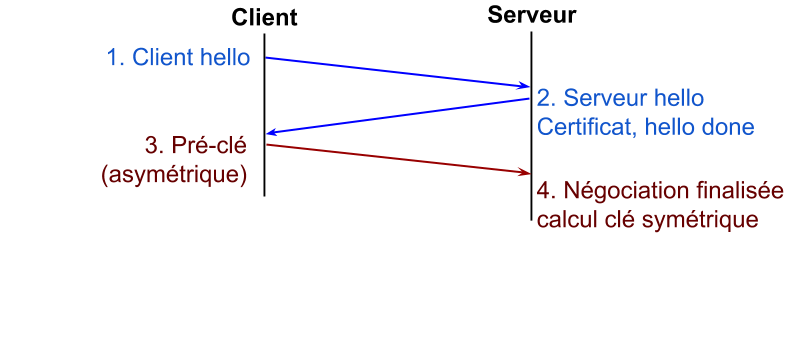 Client
Serveur
1. Client hello
2. Serveur hello
Certificat, hello done
3. Pré-clé
(asymétrique)
4. Négociation finalisée
calcul clé symétrique